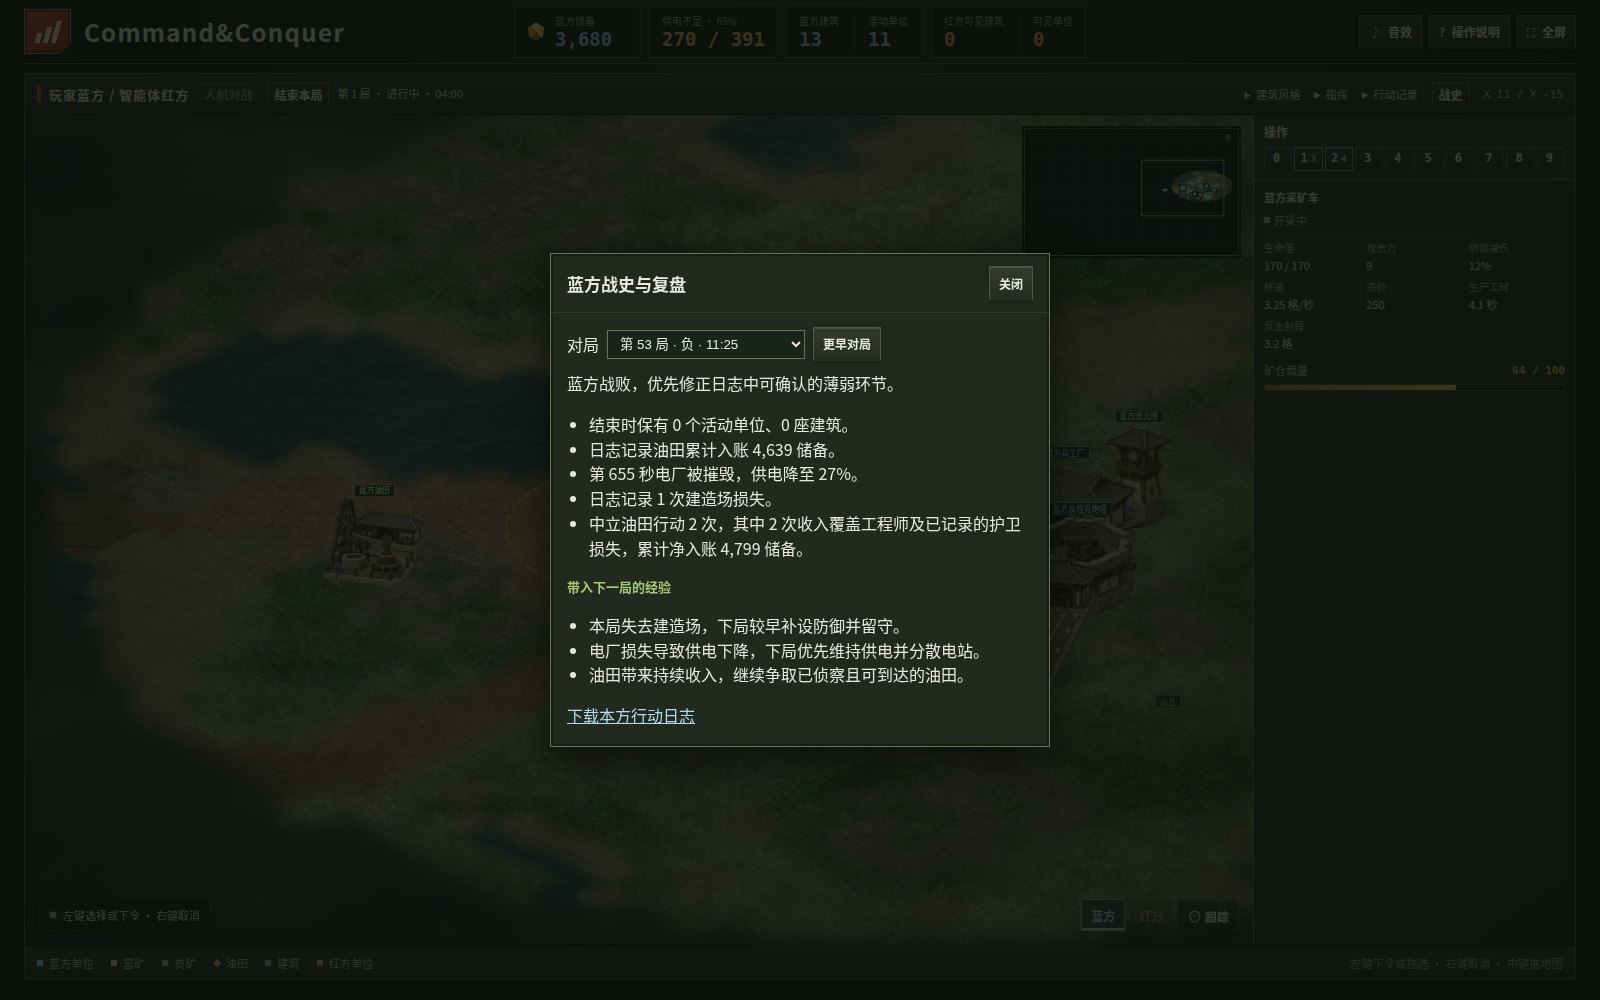 Command&Conquer
蓝方储备
3,680
供电不足 · 69%
270 / 391
蓝方建筑
13
活动单位
11
红方可见建筑
0
可见单位
0
音效
? 操作说明
全屏
玩家蓝方 / 智能体红方
人机对战
结束本局
第 1 局 · 进行中 · 04:00
建筑风格
指挥
行动记录
战史
X 11 / Y -15
N
操作
0 1 3 2 4 3 4 5 6 7 8 9
蓝方采矿车
开采中
生命值 攻击力 防御减伤
170 / 170 9 12%
移速 造价 生产工时
3.25 格/秒 250 4.1 秒
反击射程
3.2 格
矿仓载量 64 / 100
蓝方战史与复盘
关闭
对局
第 53 局 · 负 · 11:25
更早对局
蓝方战败，优先修正日志中可确认的薄弱环节。
结束时保有 0 个活动单位、0 座建筑。
日志记录油田累计入账 4,639 储备。
第 655 秒电厂被摧毁，供电降至 27%。
日志记录 1 次建造场损失。
中立油田行动 2 次，其中 2 次收入覆盖工程师及已记录的护卫
损失，累计净入账 4,799 储备。
带入下一局的经验
本局失去建造场，下局较早补设防御并留守。
电厂损失导致供电下降，下局优先维持供电并分散电站。
油田带来持续收入，继续争取已侦察且可到达的油田。
下载本方行动日志
蓝方油田
蓝方激光塔
方兵工厂
蓝方反坦克炮塔
山丘
左键选择或下令 · 右键取消
蓝方
红方
跟踪
蓝方单位
富矿
贫矿
油田
建筑
红方单位
左键下令或拖选 · 右键取消 · 中键拖地图